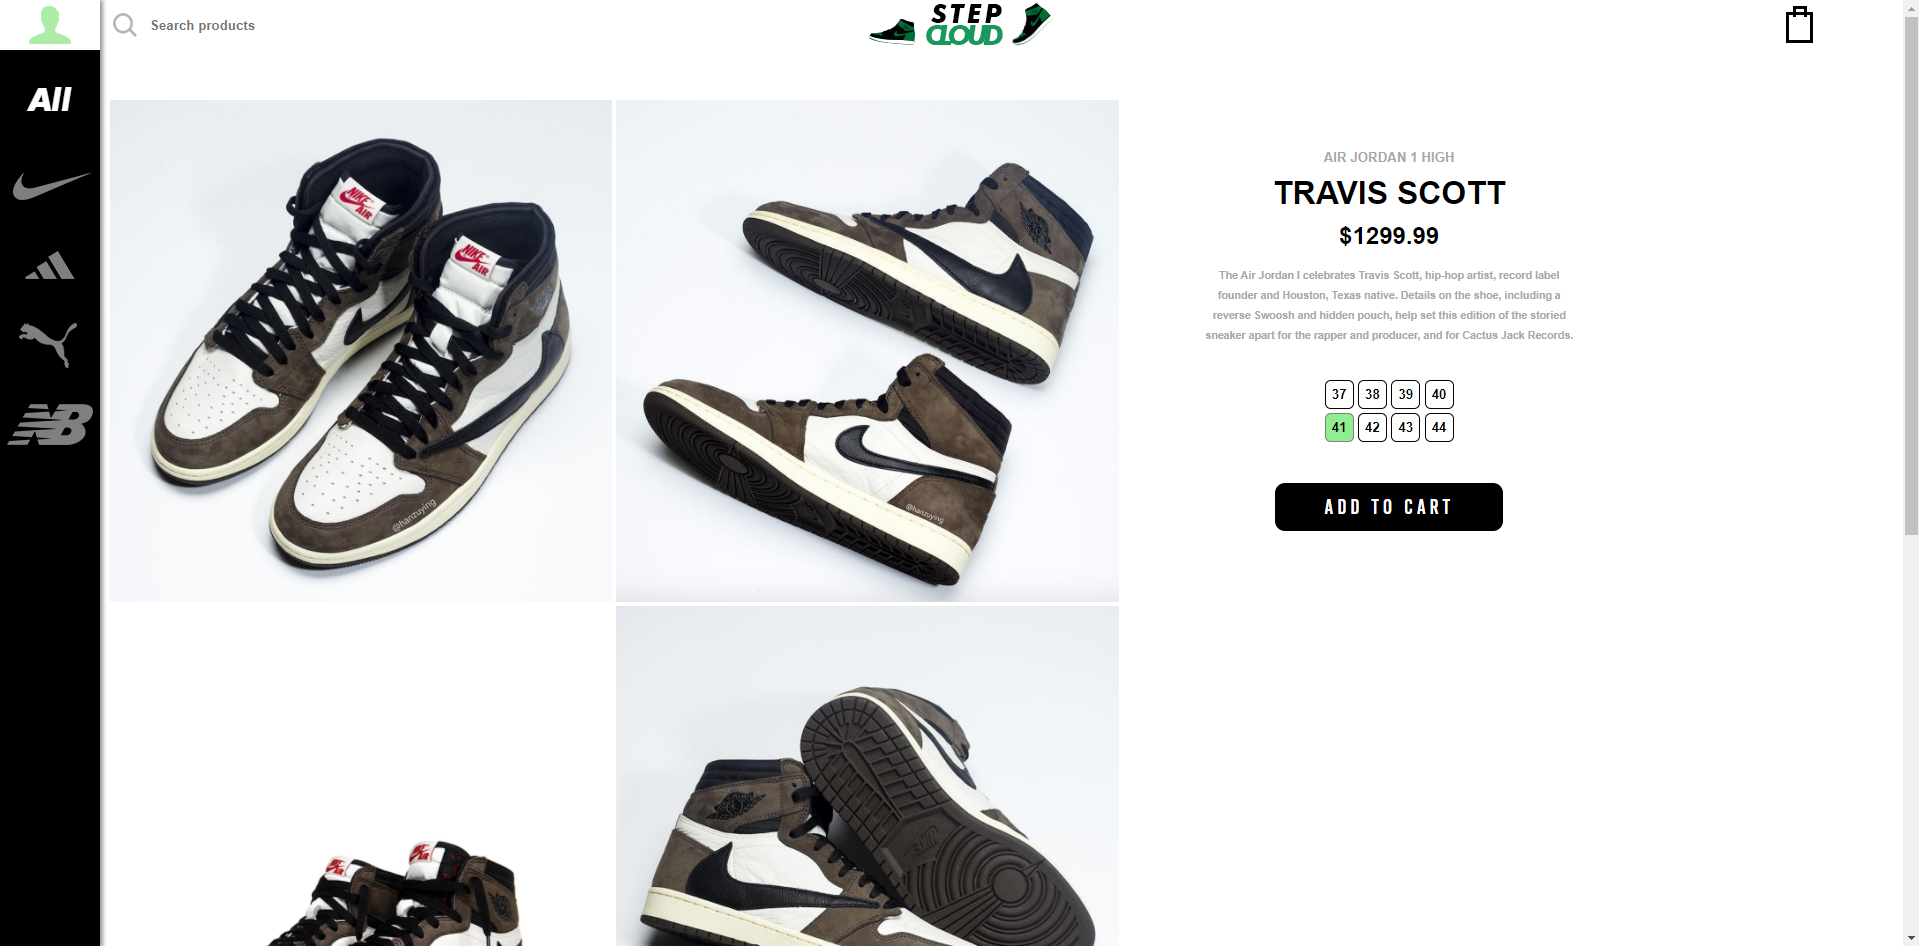 Search products
STEP
CLOUD
All
NB
NIKE
AIR
NIKE
AIR
@hanzuying
@hanzuying
AIR JORDAN 1 HIGH
TRAVIS SCOTT
$1299.99
The Air Jordan I celebrates Travis Scott, hip-hop artist, record label
founder and Houston, Texas native. Details on the shoe, including a
reverse Swoosh and hidden pouch, help set this edition of the storied
sneaker apart for the rapper and producer, and for Cactus Jack Records.
37 38 39 40
41 42 43 44
ADD TO CART
NIKE